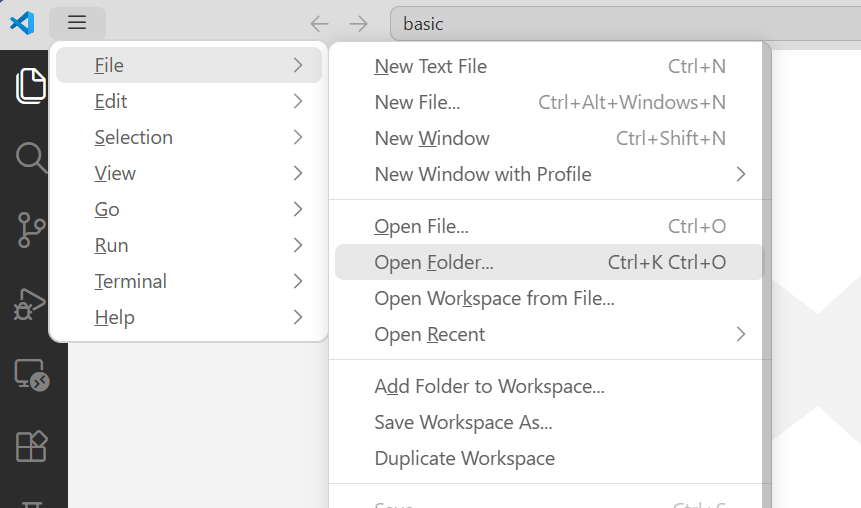 basic
File
Edit
Selection
View
Go
Run
Terminal
Help
New Text File Ctrl+N
New File... Ctrl+Alt+Windows+N
New Window Ctrl+Shift+N
New Window with Profile
Open File... Ctrl+O
Open Folder... Ctrl+K Ctrl+O
Open Workspace from File...
Open Recent
Add Folder to Workspace...
Save Workspace As...
Duplicate Workspace
Save Ctrl+S